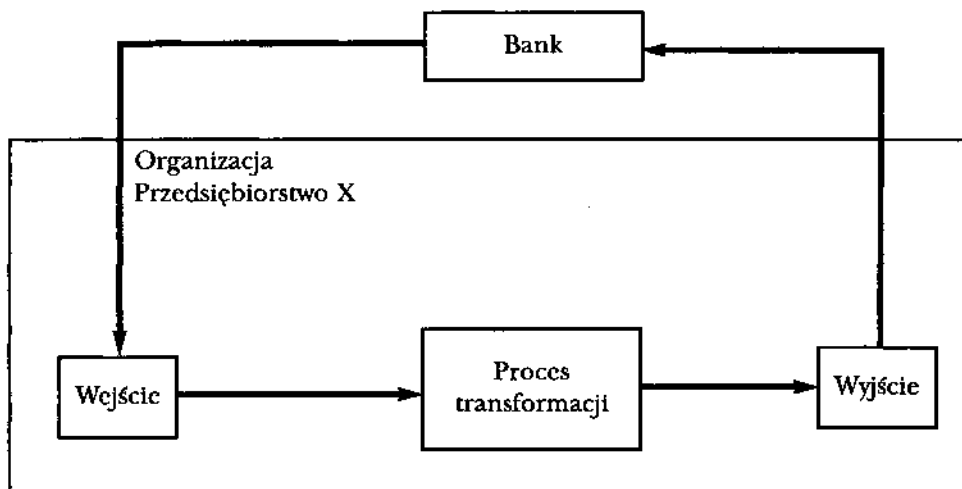 Bank
Organizacja
Przedsiębiorstwo X
Wejście
Proces
transformacji
Wyjście